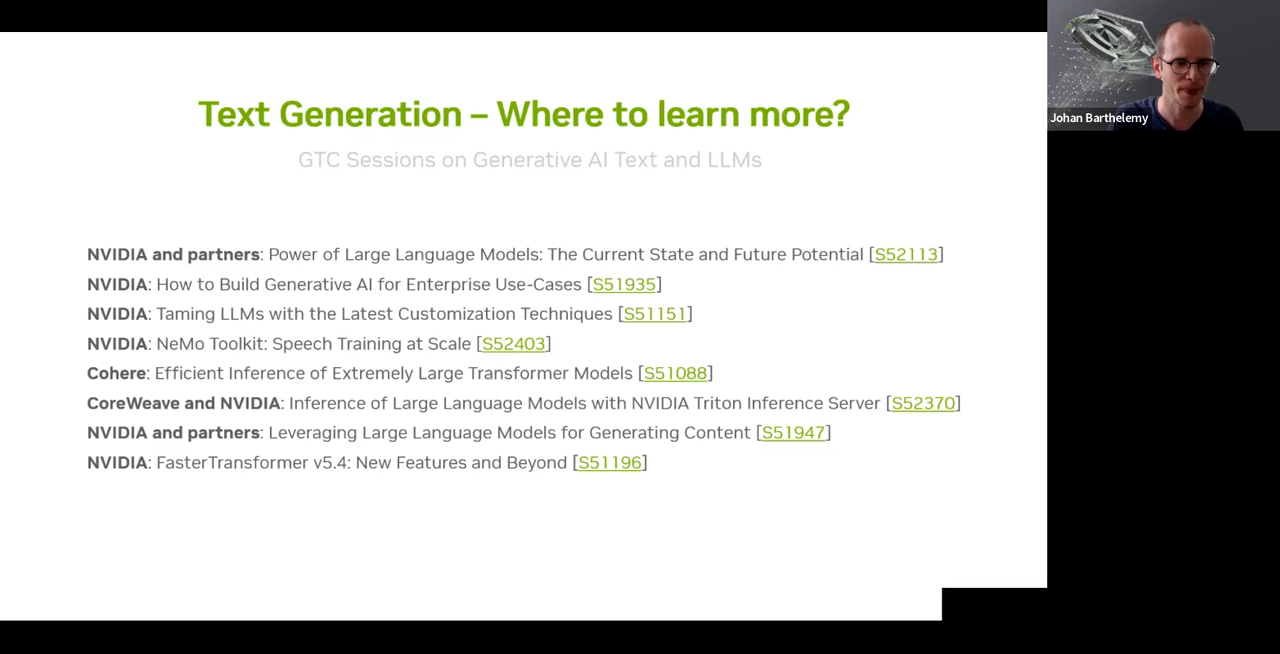 Text Generation – Where to learn more?
GTC Sessions on Generative AI Text and LLMs
NVIDIA and partners: Power of Large Language Models: The Current State and Future Potential [S52113]
NVIDIA: How to Build Generative AI for Enterprise Use-Cases [S51935]
NVIDIA: Taming LLMs with the Latest Customization Techniques [S51151]
NVIDIA: NeMo Toolkit: Speech Training at Scale [S52403]
Cohere: Efficient Inference of Extremely Large Transformer Models [S51088]
CoreWeave and NVIDIA: Inference of Large Language Models with NVIDIA Triton Inference Server [S52370]
NVIDIA and partners: Leveraging Large Language Models for Generating Content [S51947]
NVIDIA: FasterTransformer v5.4: New Features and Beyond [S51196]
Johan Barthelemy